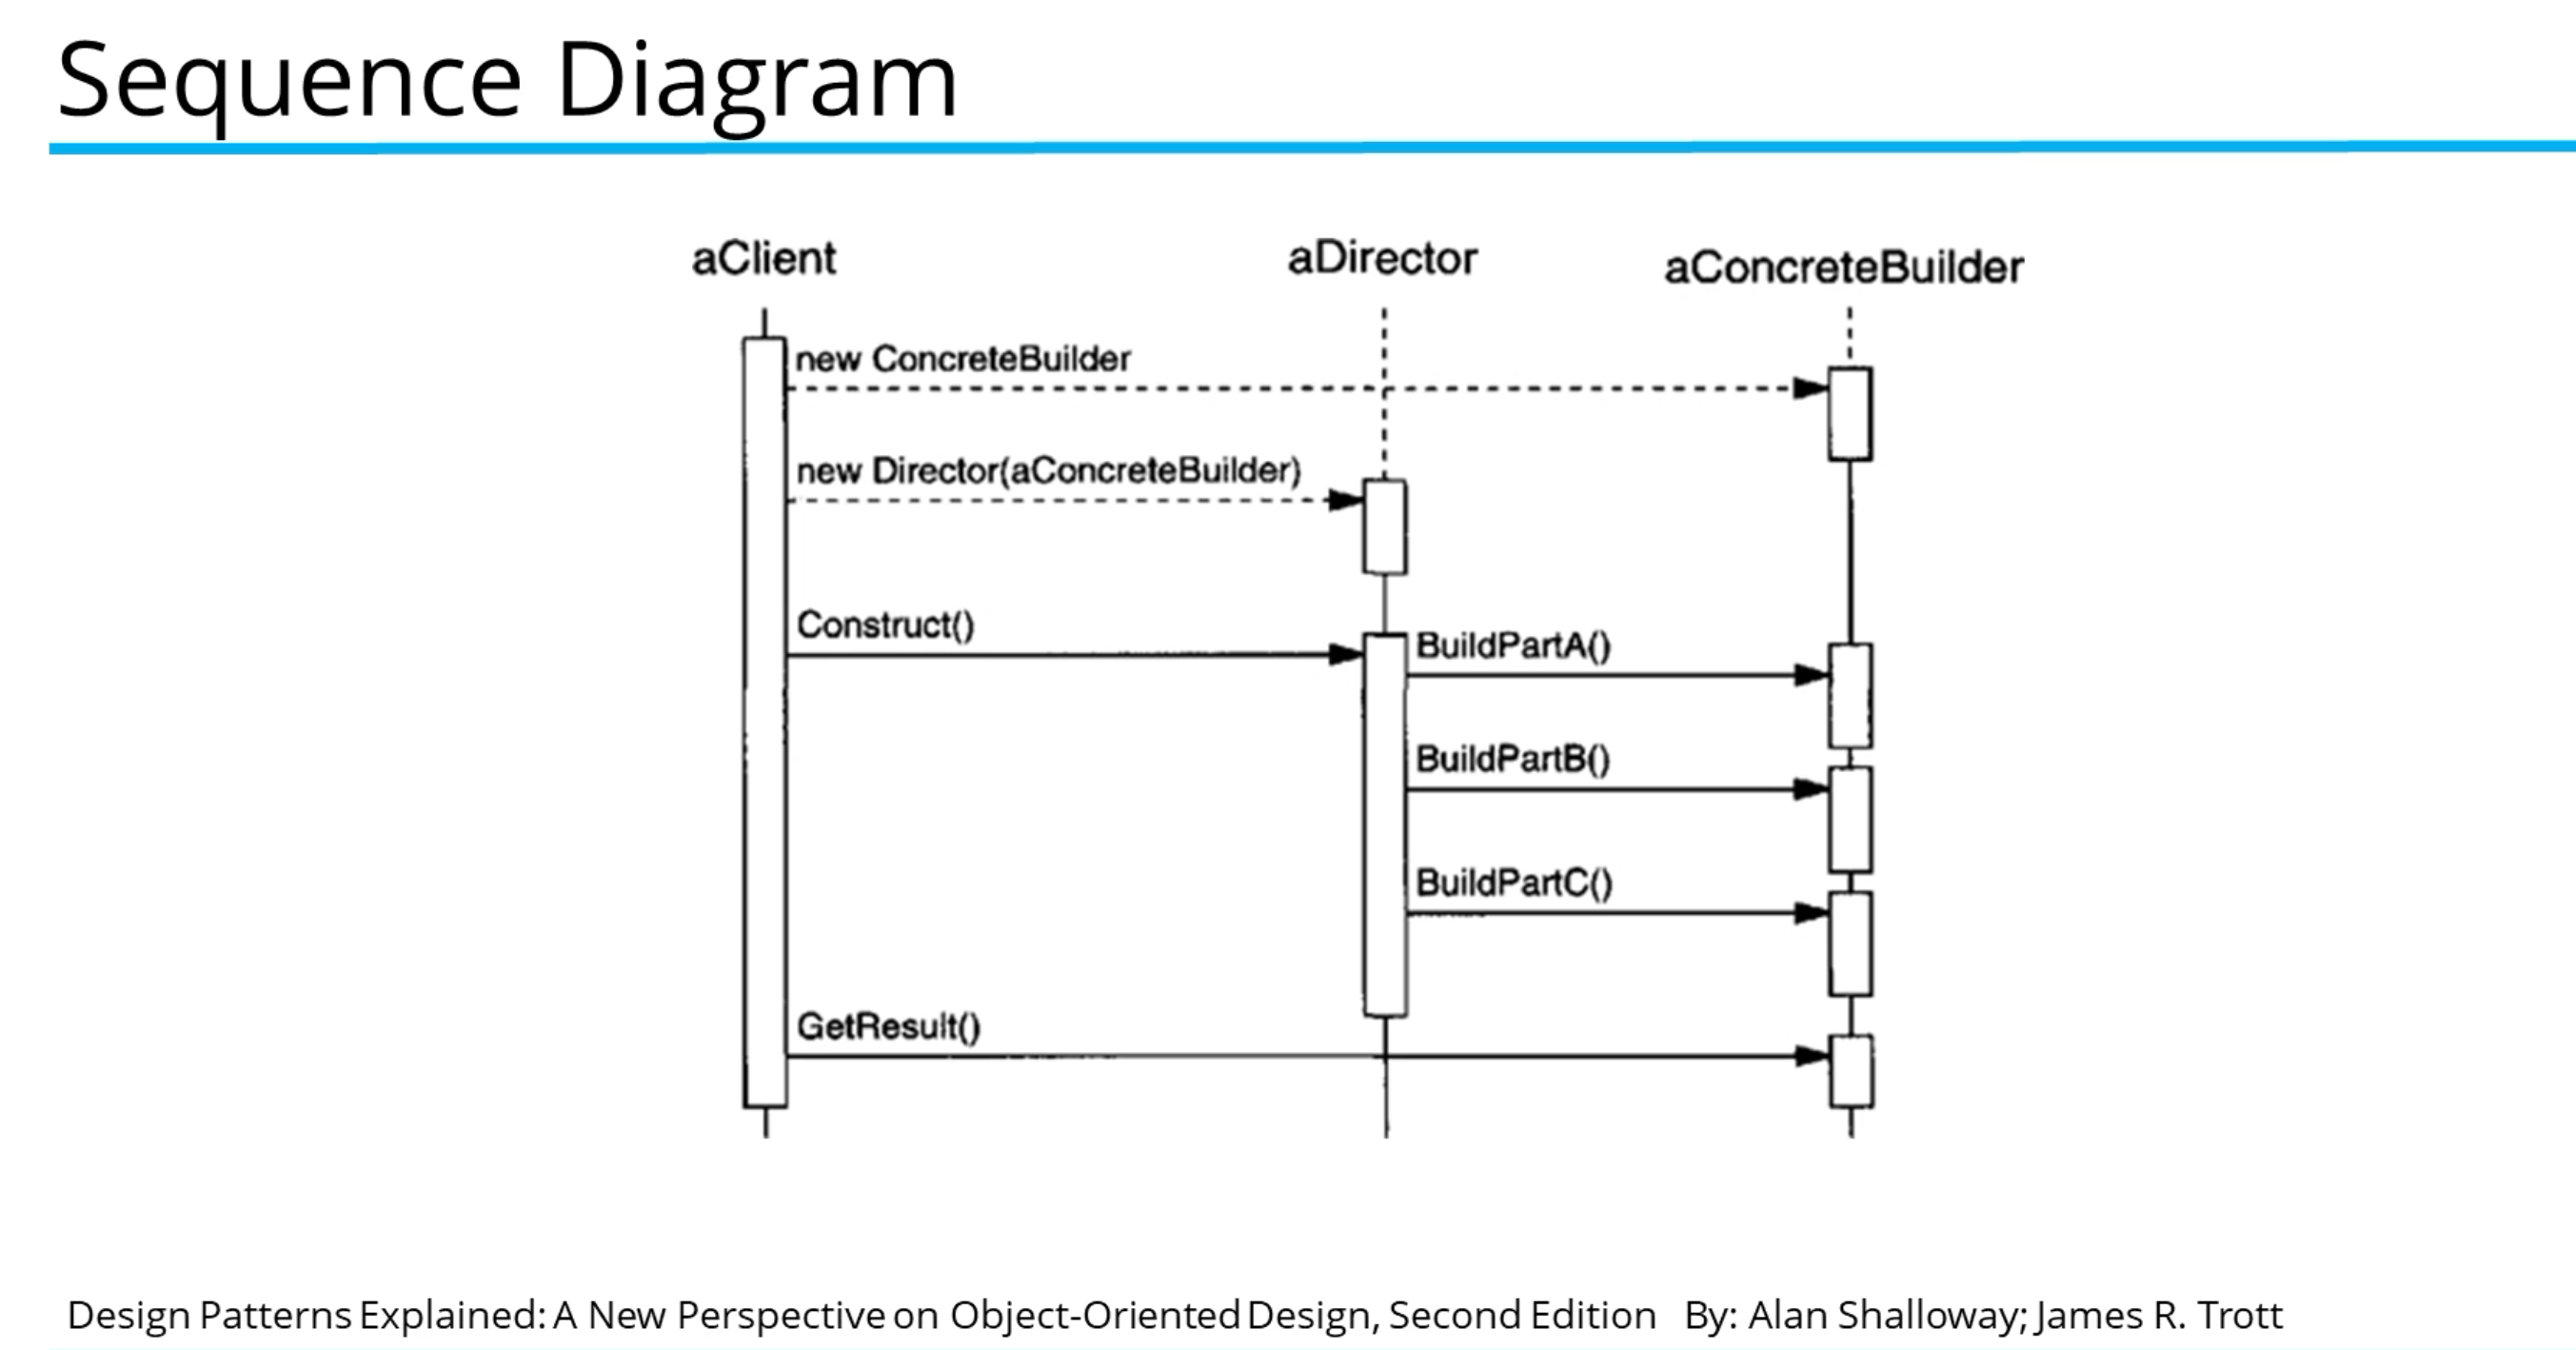 Sequence Diagram
aClient
aDirector
aConcreteBuilder
new ConcreteBuilder
new Director(aConcreteBuilder)
Construct()
BuildPartA()
BuildPartB()
BuildPartC()
GetResult()
Design Patterns Explained: A New Perspective on Object-Oriented Design, Second Edition By: Alan Shalloway; James R. Trott